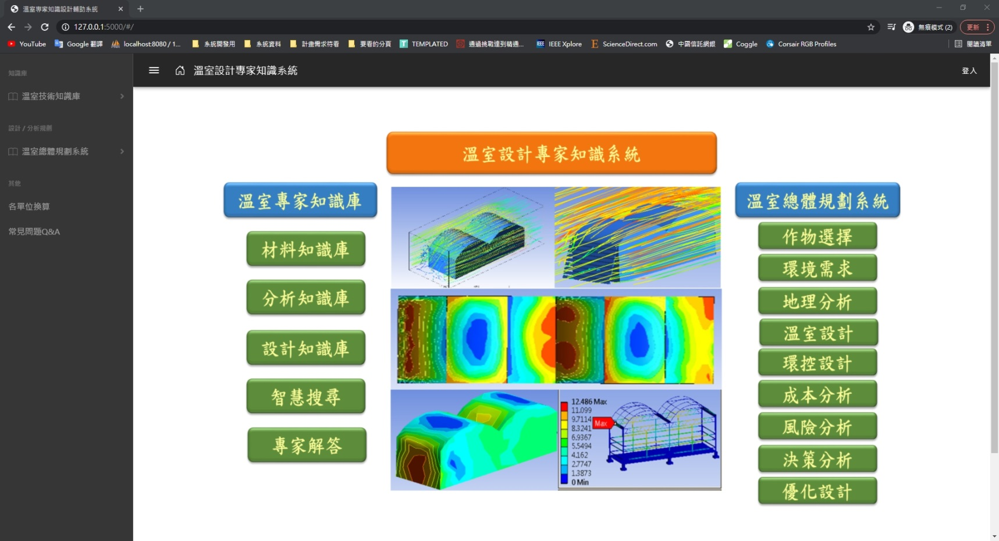 溫室專家知識設計輔助系統
127.0.0.1:5000/#/
無痕模式 (2)
更新
YouTube
Google 翻譯
localhost:8080 / 1...
系統開發用
系統資料
計畫需求待看
要看的分頁
TEMPLATED
通過挑戰達到精通...
IEEE Xplore
ScienceDirect.com
中國信託網銀
Coggle
Corsair RGB Profiles
閱讀清單
知識庫
溫室技術知識庫
設計 / 分析規劃
溫室總體規劃系統
其他
各單位換算
常見問題Q&A
溫室設計專家知識系統
登入
溫室設計專家知識系統
溫室專家知識庫
材料知識庫
分析知識庫
設計知識庫
智慧搜尋
專家解答
12.486 Max
11.099
9.7114
8.3241
6.9367
5.5494
4.162
2.7747
1.3873
0 Min
Max
溫室總體規劃系統
作物選擇
環境需求
地理分析
溫室設計
環控設計
成本分析
風險分析
決策分析
優化設計